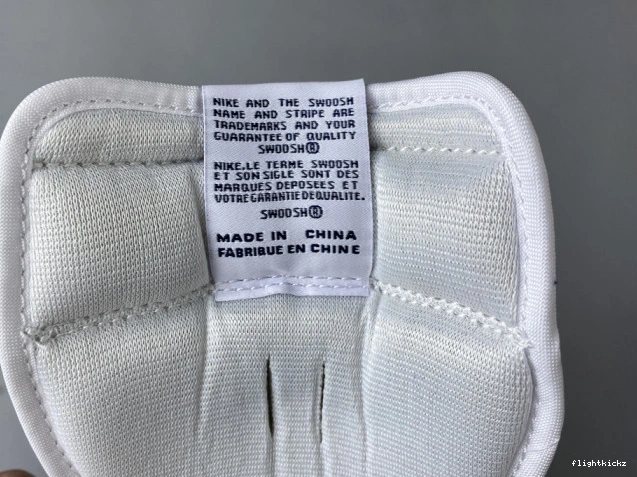 NIKE AND THE SWOOSH
NAME AND STRIPE ARE
TRADEMARKS AND YOUR
GUARANTEE OF QUALITY
SWOOSH®
NIKE.LE TERME SWOOSH
ET SON SIGLE SONT DES
MARQUES DEPOSEES ET
VOTRE GARANTIE DE QUALITE.
SWOOSH®
MADE IN CHINA
FABRIQUE EN CHINE
flightkickz